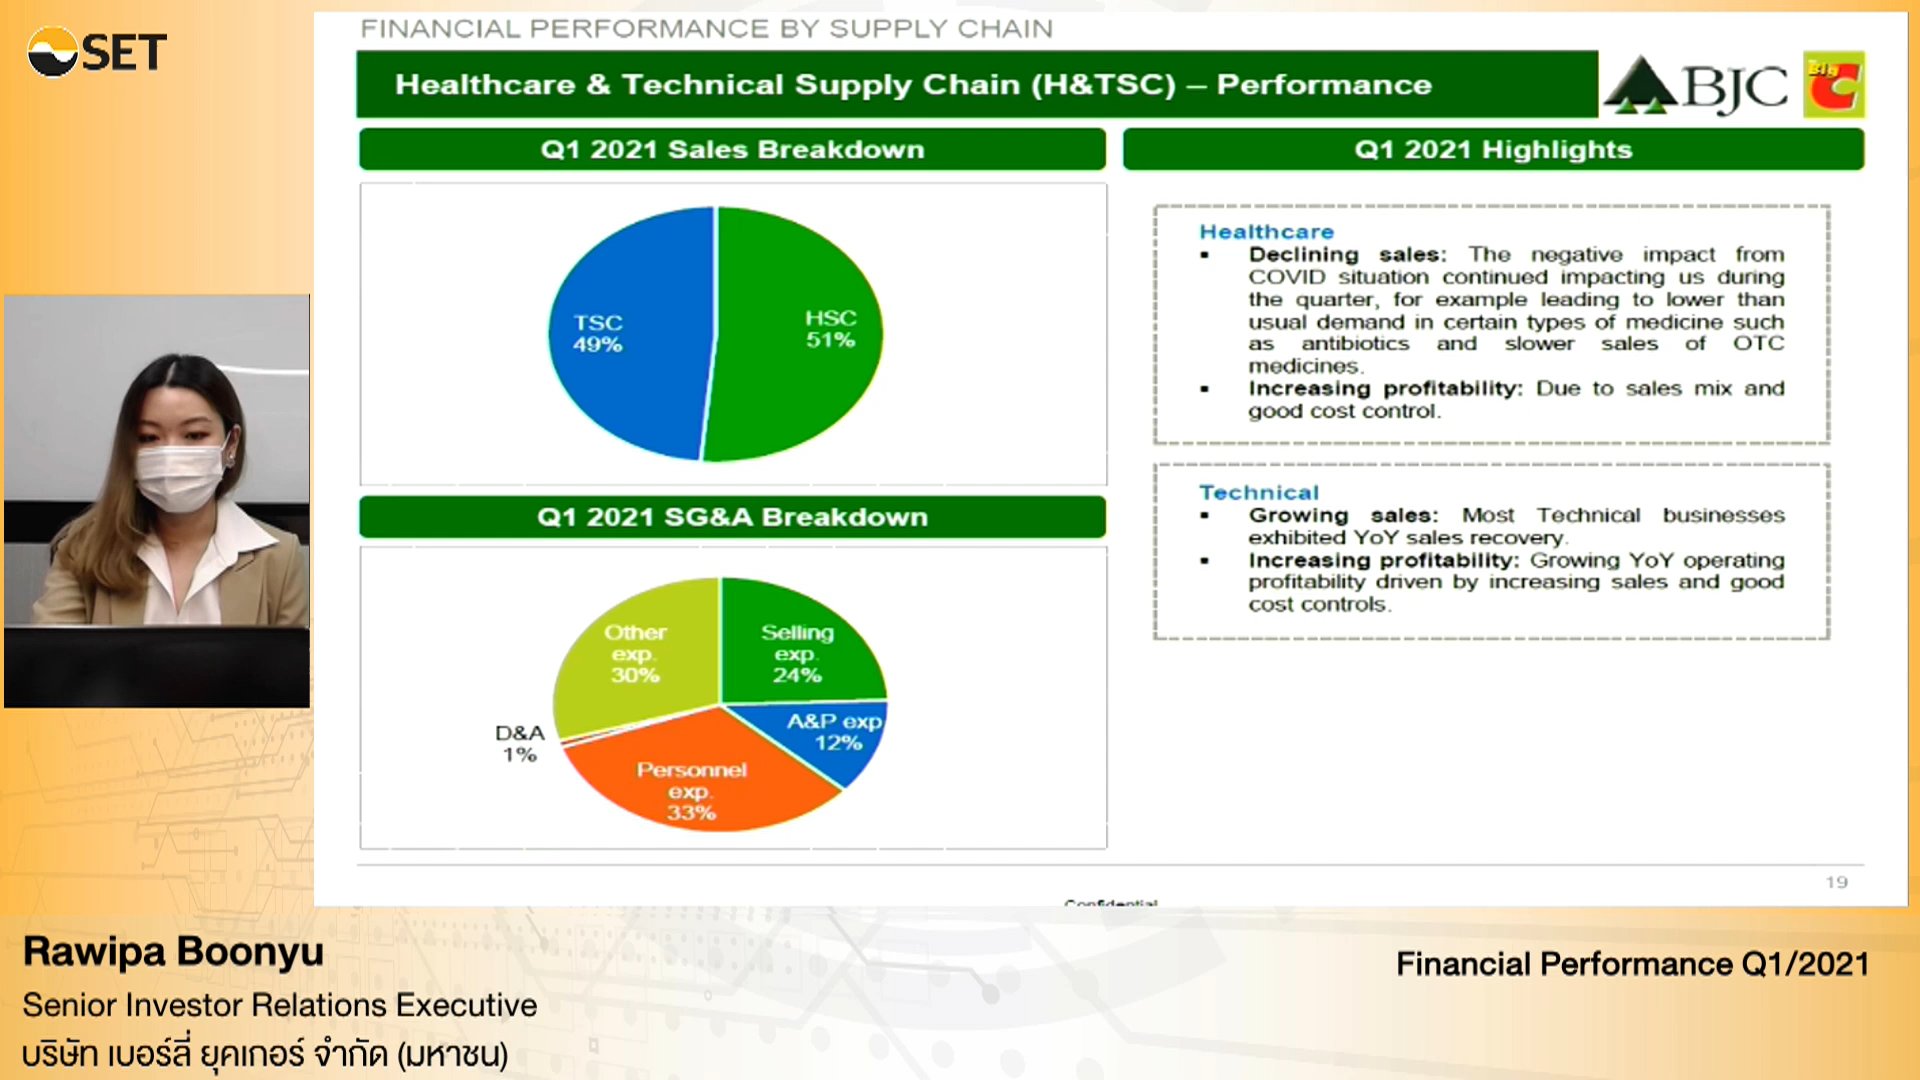 SET
FINANCIAL PERFORMANCE BY SUPPLY CHAIN
Healthcare & Technical Supply Chain (H&TSC) – Performance
BJC
Big C
Q1 2021 Sales Breakdown
TSC
49%
HSC
51%
Q1 2021 SG&A Breakdown
Other
exp.
30%
Selling
exp.
24%
A&P exp
12%
D&A
1%
Personnel
exp.
33%
Q1 2021 Highlights
Healthcare
▪ Declining sales: The negative impact from
COVID situation continued impacting us during
the quarter, for example leading to lower than
usual demand in certain types of medicine such
as antibiotics and slower sales of OTC
medicines.
▪ Increasing profitability: Due to sales mix and
good cost control.
Technical
▪ Growing sales: Most Technical businesses
exhibited YoY sales recovery.
▪ Increasing profitability: Growing YoY operating
profitability driven by increasing sales and good
cost controls.
19
Confidential
Rawipa Boonyu
Senior Investor Relations Executive
บริษัท เบอร์ลี่ ยุคเกอร์ จำกัด (มหาชน)
Financial Performance Q1/2021